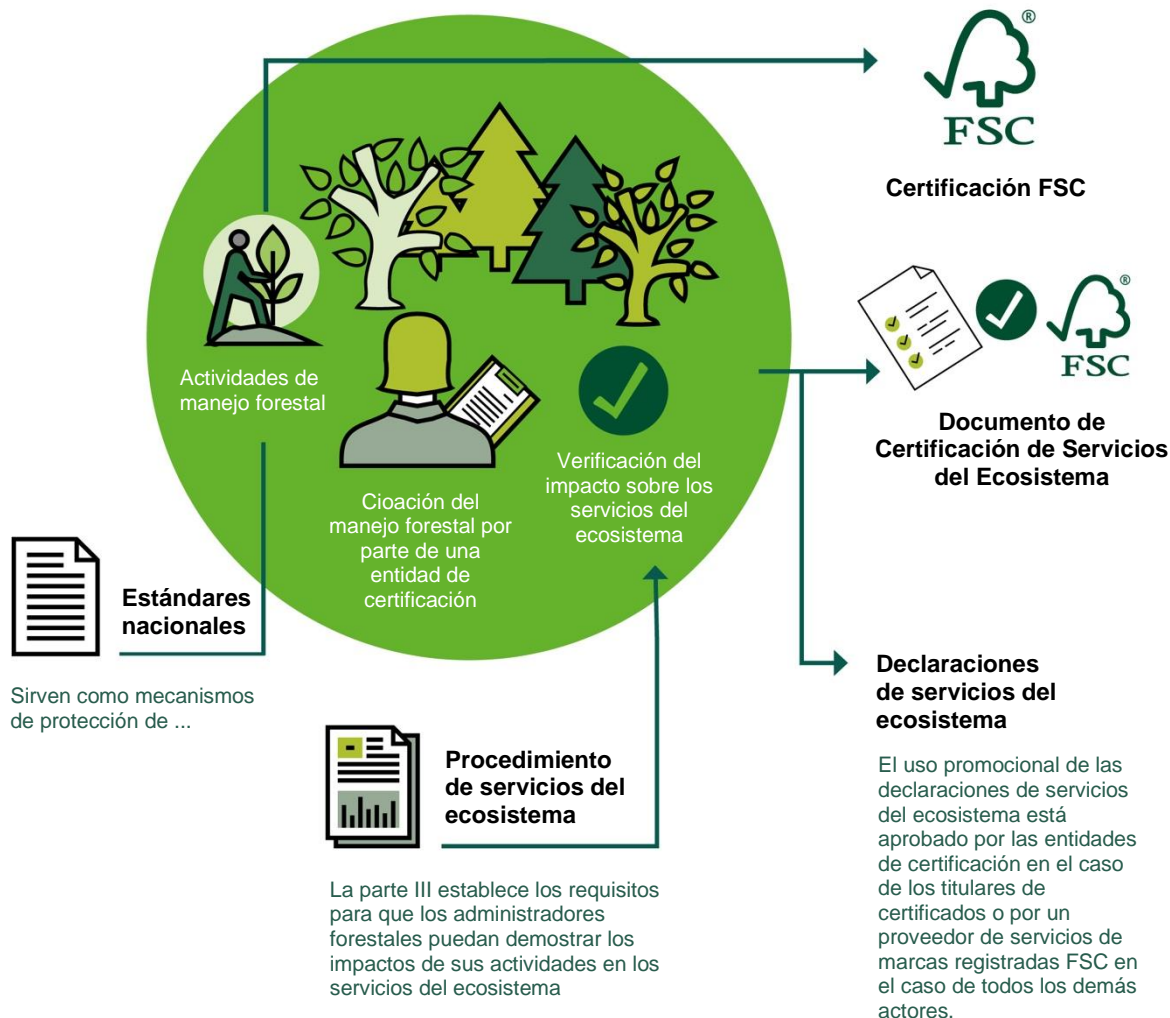 ®
FSC
Certificación FSC
®
FSC
Documento de
Certificación de Servicios
del Ecosistema
Actividades de
manejo forestal
Cioación del
manejo forestal por
parte de una
entidad de
certificación
Verificación del
impacto sobre los
servicios del
ecosistema
Estándares
nacionales
Sirven como mecanismos
de protección de ...
Procedimiento
de servicios del
ecosistema
La parte III establece los requisitos
para que los administradores
forestales puedan demostrar los
impactos de sus actividades en los
servicios del ecosistema
Declaraciones
de servicios del
ecosistema
El uso promocional de las
declaraciones de servicios
del ecosistema está
aprobado por las entidades
de certificación en el caso
de los titulares de
certificados o por un
proveedor de servicios de
marcas registradas FSC en
el caso de todos los demás
actores.